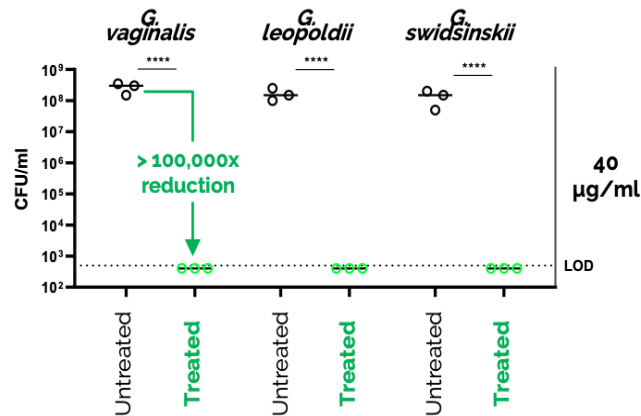 G. vaginalis
G. leopoldii
G. swidsinskii
****
****
****
10⁹
10⁸
10⁷
10⁶
10⁵
10⁴
10³
10²
CFU/ml
> 100,000x
reduction
40
µg/ml
LOD
Untreated
Treated
Untreated
Treated
Untreated
Treated